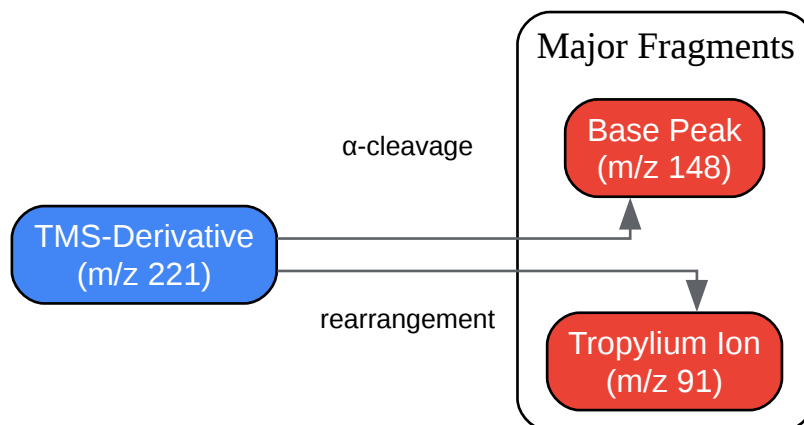 Major Fragments
α-cleavage
Base Peak
(m/z 148)
TMS-Derivative
(m/z 221)
rearrangement
Tropylium Ion
(m/z 91)